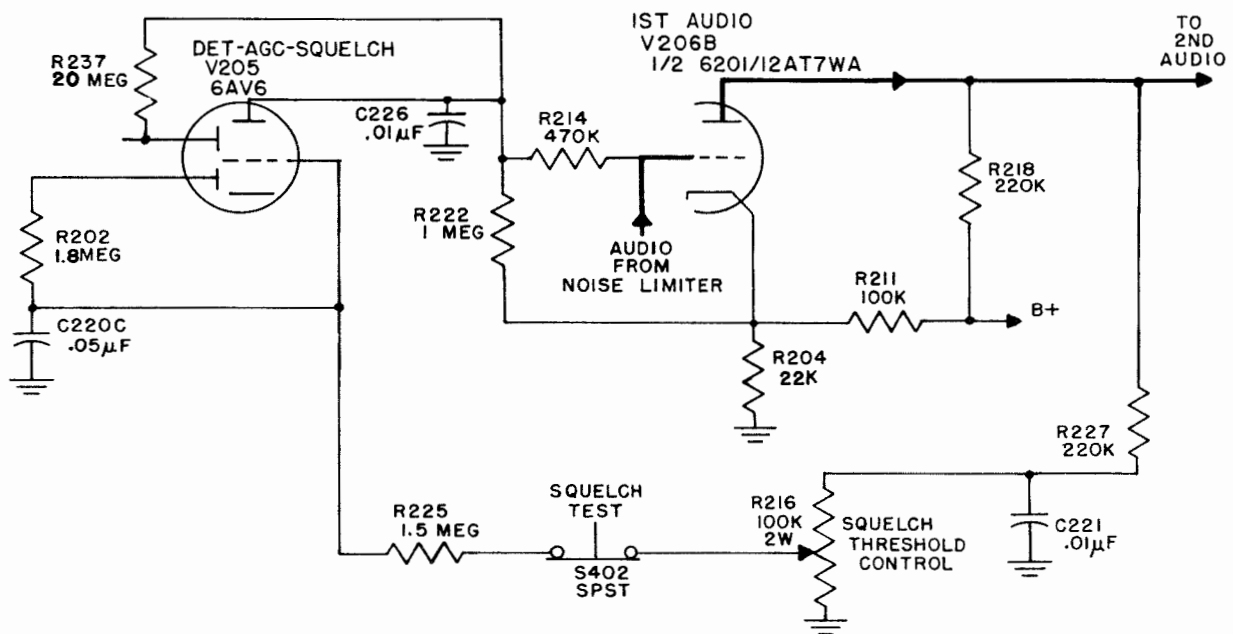 R237
20 MEG
DET-AGC-SQUELCH
V205
6AV6
C226
.01μF
1ST AUDIO
V206B
1/2 6201/12AT7WA
TO
2ND
AUDIO
R214
470K
R218
220K
R222
1 MEG
AUDIO
FROM
NOISE LIMITER
R202
1.8MEG
C220C
.05μF
R211
100K
B+
R204
22K
R227
220K
R225
1.5 MEG
SQUELCH
TEST
S402
SPST
R216
100K
2W
SQUELCH
THRESHOLD
CONTROL
C221
.01μF